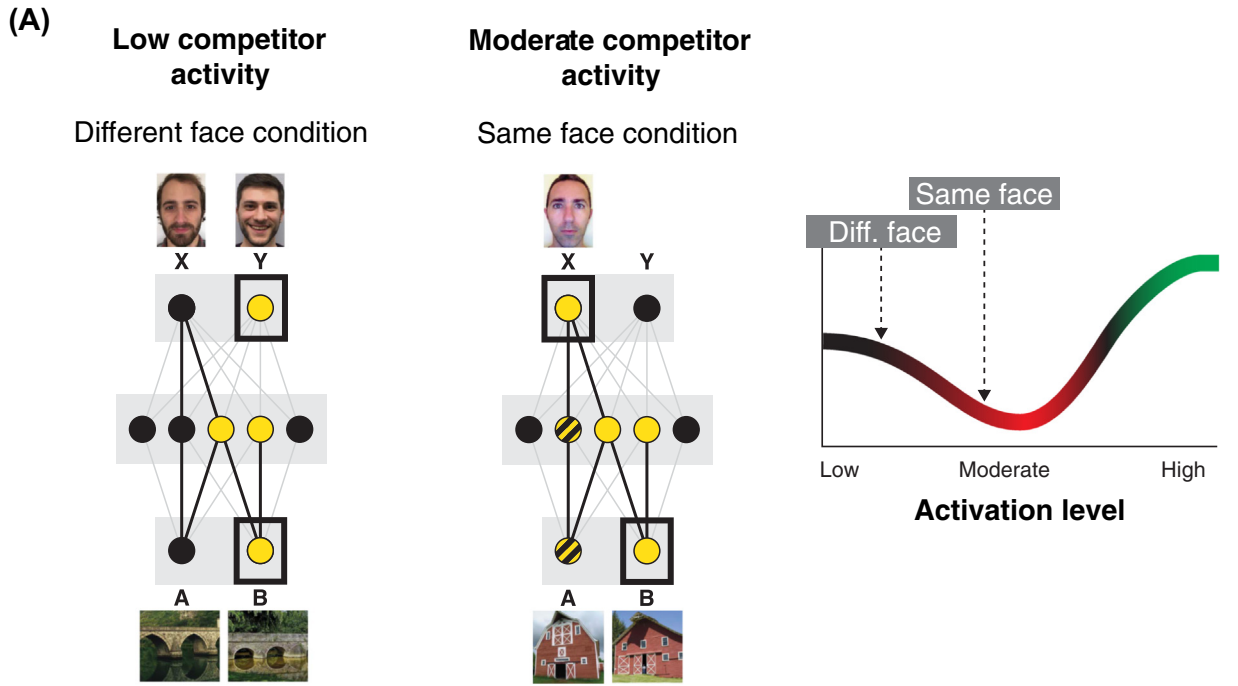 (A)
Low competitor
activity
Different face condition
X Y
A B
Moderate competitor
activity
Same face condition
X Y
A B
Same face
Diff. face
Low Moderate High
Activation level